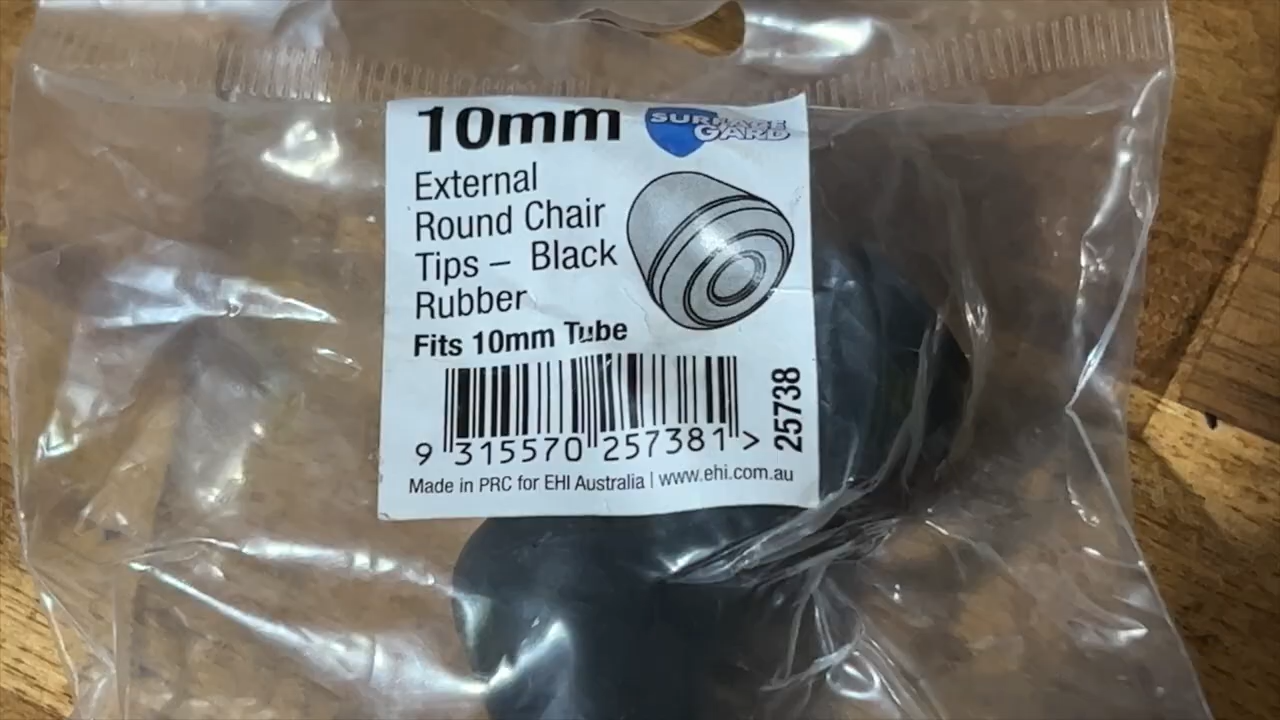 10mm
SURFACE
GARD
External
Round Chair
Tips – Black
Rubber
Fits 10mm Tube
9 315570 257381 >
25738
Made in PRC for EHI Australia | www.ehi.com.au